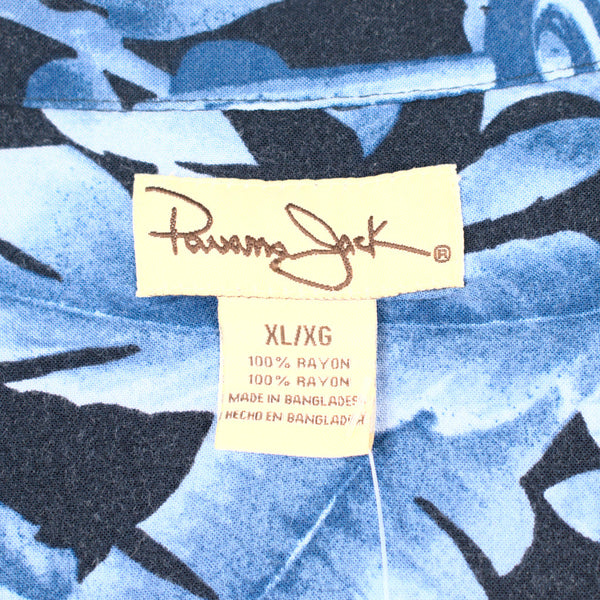 Panama Jack ®
XL/XG
100% RAYON
100% RAYON
MADE IN BANGLADES
HECHO EN BANGLADE